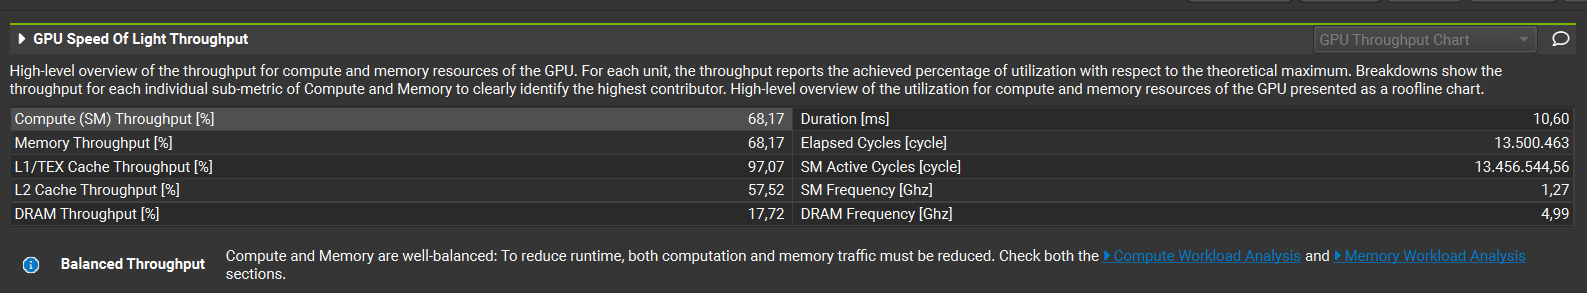 GPU Speed Of Light Throughput
GPU Throughput Chart
High-level overview of the throughput for compute and memory resources of the GPU. For each unit, the throughput reports the achieved percentage of utilization with respect to the theoretical maximum. Breakdowns show the
throughput for each individual sub-metric of Compute and Memory to clearly identify the highest contributor. High-level overview of the utilization for compute and memory resources of the GPU presented as a roofline chart.
Compute (SM) Throughput [%] 68,17 Duration [ms] 10,60
Memory Throughput [%] 68,17 Elapsed Cycles [cycle] 13.500.463
L1/TEX Cache Throughput [%] 97,07 SM Active Cycles [cycle] 13.456.544,56
L2 Cache Throughput [%] 57,52 SM Frequency [Ghz] 1,27
DRAM Throughput [%] 17,72 DRAM Frequency [Ghz] 4,99
Balanced Throughput Compute and Memory are well-balanced: To reduce runtime, both computation and memory traffic must be reduced. Check both the Compute Workload Analysis and Memory Workload Analysis
sections.